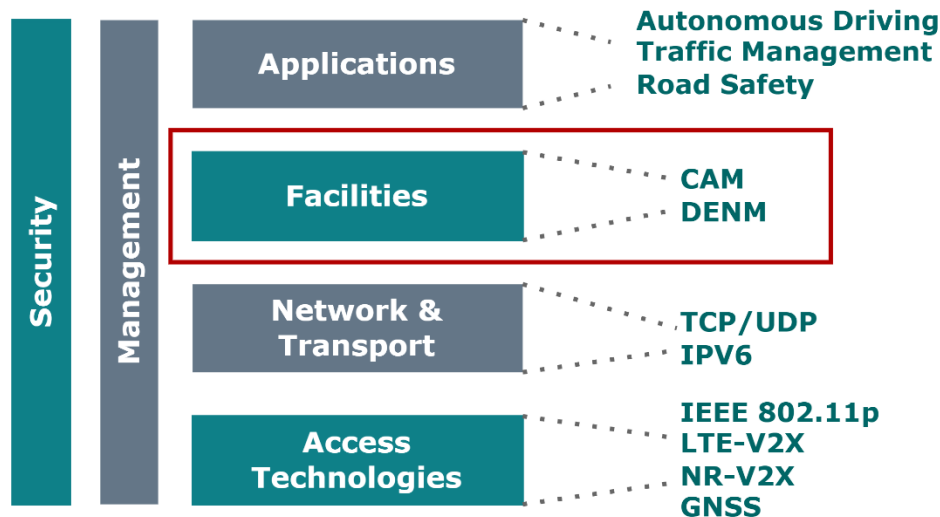 Security
Management
Applications
Autonomous Driving
Traffic Management
Road Safety
Facilities
CAM
DENM
Network &
Transport
TCP/UDP
IPV6
Access
Technologies
IEEE 802.11p
LTE-V2X
NR-V2X
GNSS